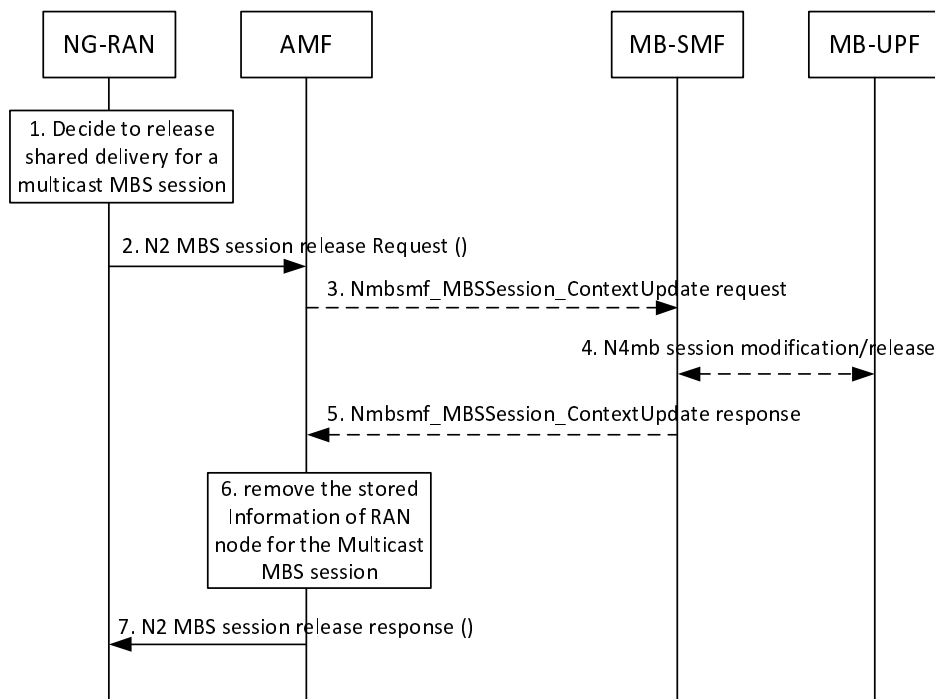 NG-RAN
AMF
MB-SMF
MB-UPF
1. Decide to release
shared delivery for a
multicast MBS session
2. N2 MBS session release Request ()
3. Nmbsmf_MBSSession_ContextUpdate request
4. N4mb session modification/release
5. Nmbsmf_MBSSession_ContextUpdate response
6. remove the stored
Information of RAN
node for the Multicast
MBS session
7. N2 MBS session release response ()